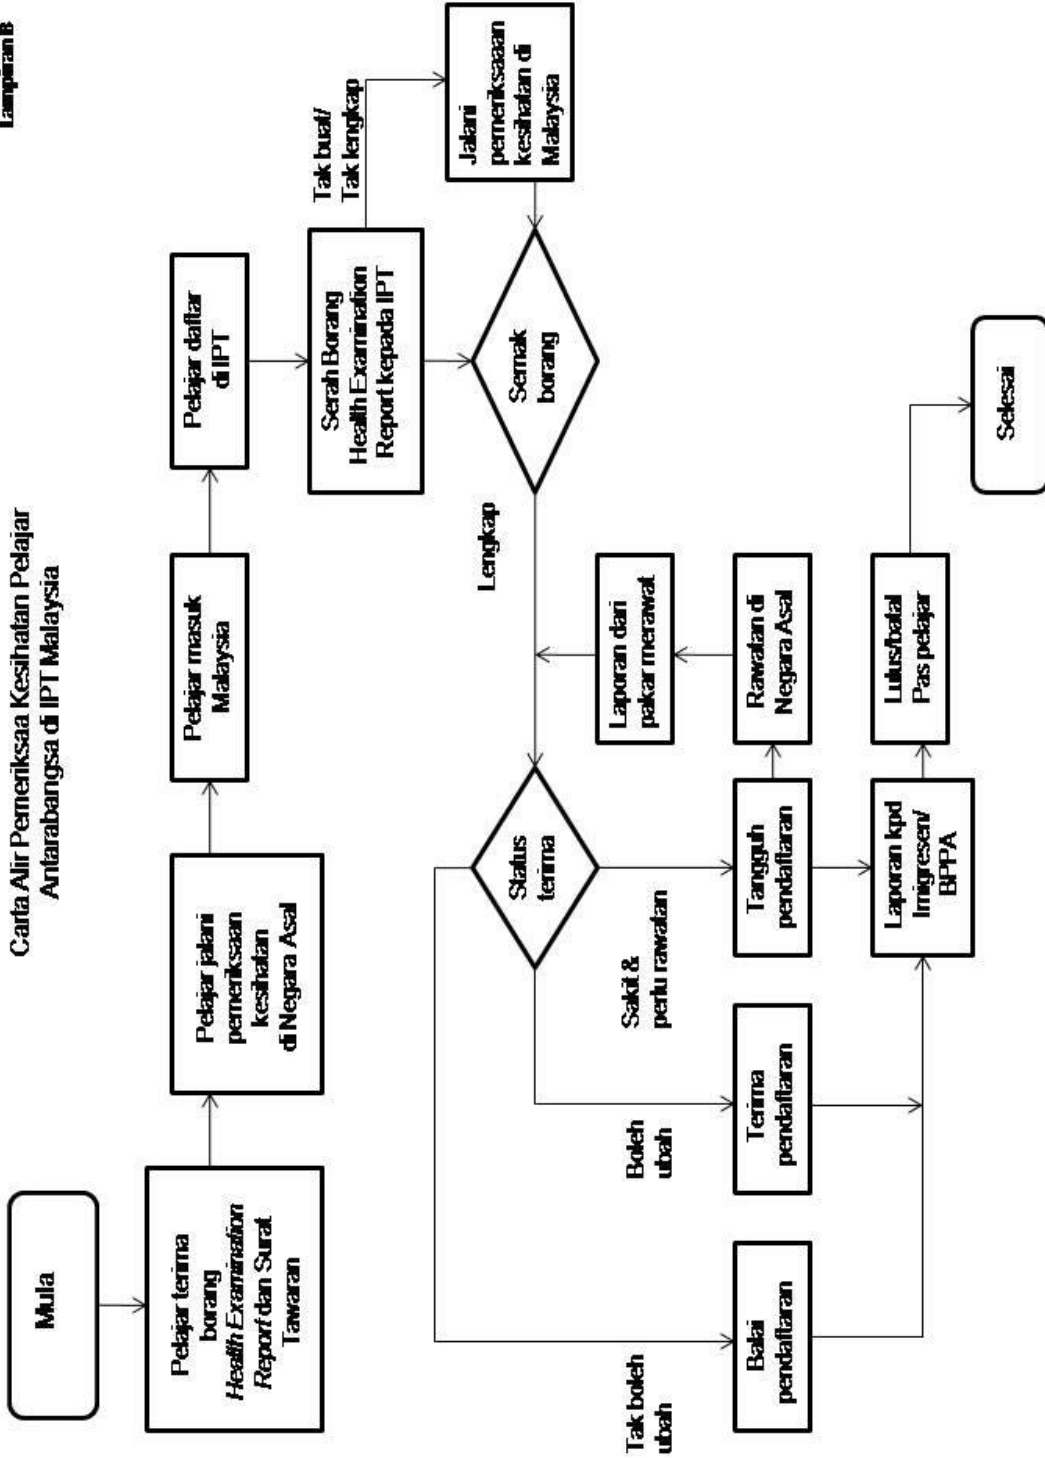 Lampiran B
Carta Alir Pemeriksaa Kesihatan Pelajar
Antarabangsa di IPT Malaysia
Mula
Pelajar terima
borang
Health Examination
Report dan Surat
Tawaran
Pelajar jalani
pemeriksaan
kesihatan
di Negara Asal
Pelajar masuk
Malaysia
Pelajar daftar
di IPT
Serah Borang
Health Examination
Report kepada IPT
Tak buat/
Tak lengkap
Jalani
pemeriksaaan
kesihatan di
Malaysia
Semak
borang
Lengkap
Status
terima
Laporan dari
pakar merawat
Rawatan di
Negara Asal
Tak boleh
ubah
Boleh
ubah
Sakit &
perlu rawatan
Batal
pendaftaran
Terima
pendaftaran
Tangguh
pendaftaran
Laporan kpd
Imigresen/
BPPA
Lulus/batal
Pas pelajar
Selesai